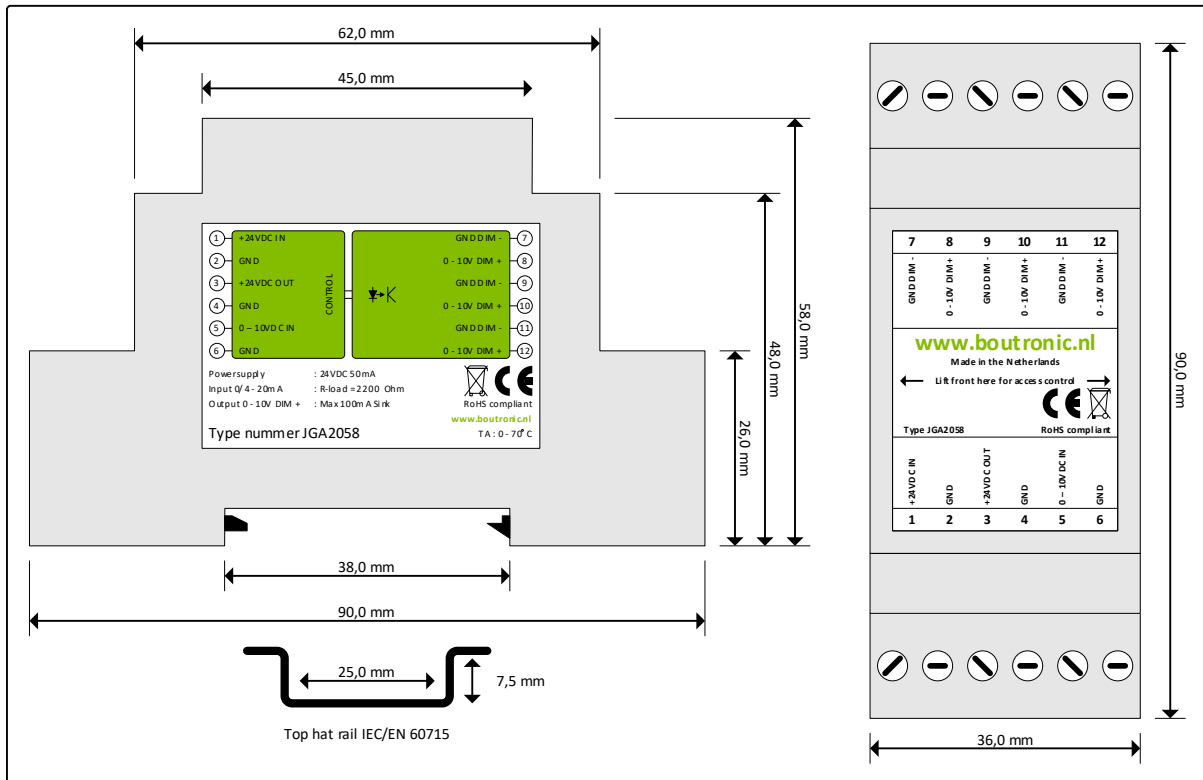 62,0 mm
45,0 mm
58,0 mm
48,0 mm
26,0 mm
1 +24VDC IN
2 GND
3 +24VDC OUT
4 GND
5 0 – 10VDC IN
6 GND
CONTROL
GND DIM - 7
0 - 10V DIM + 8
GND DIM - 9
0 - 10V DIM + 10
GND DIM - 11
0 - 10V DIM + 12
Powersupply : 24VDC 50mA
Input 0/4 - 20mA : R-load = 2200 Ohm
Output 0 - 10V DIM + : Max 100mA Sink
CE
RoHS compliant
www.boutronic.nl
Type nummer JGA2058
TA : 0 - 70° C
38,0 mm
90,0 mm
25,0 mm
7,5 mm
Top hat rail IEC/EN 60715
7 8 9 10 11 12
GND DIM -
0 - 10V DIM +
GND DIM -
0 - 10V DIM +
GND DIM -
0 - 10V DIM +
www.boutronic.nl
Made in the Netherlands
Lift front here for access control
CE
Type JGA2058
RoHS compliant
+24VDC IN
GND
+24VDC OUT
GND
0 – 10VDC IN
GND
1 2 3 4 5 6
90,0 mm
36,0 mm